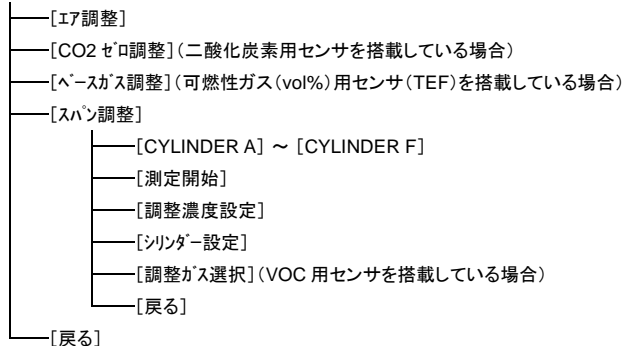 [ｴｱ調整]
[CO2 ｾﾞﾛ調整](二酸化炭素用センサを搭載している場合)
[ﾍﾞｰｽｶﾞｽ調整](可燃性ガス(vol%)用センサ(TEF)を搭載している場合)
[ｽﾊﾟﾝ調整]
[CYLINDER A] ～ [CYLINDER F]
[測定開始]
[調整濃度設定]
[ｼﾘﾝﾀﾞｰ設定]
[調整ｶﾞｽ選択](VOC 用センサを搭載している場合)
[戻る]
[戻る]